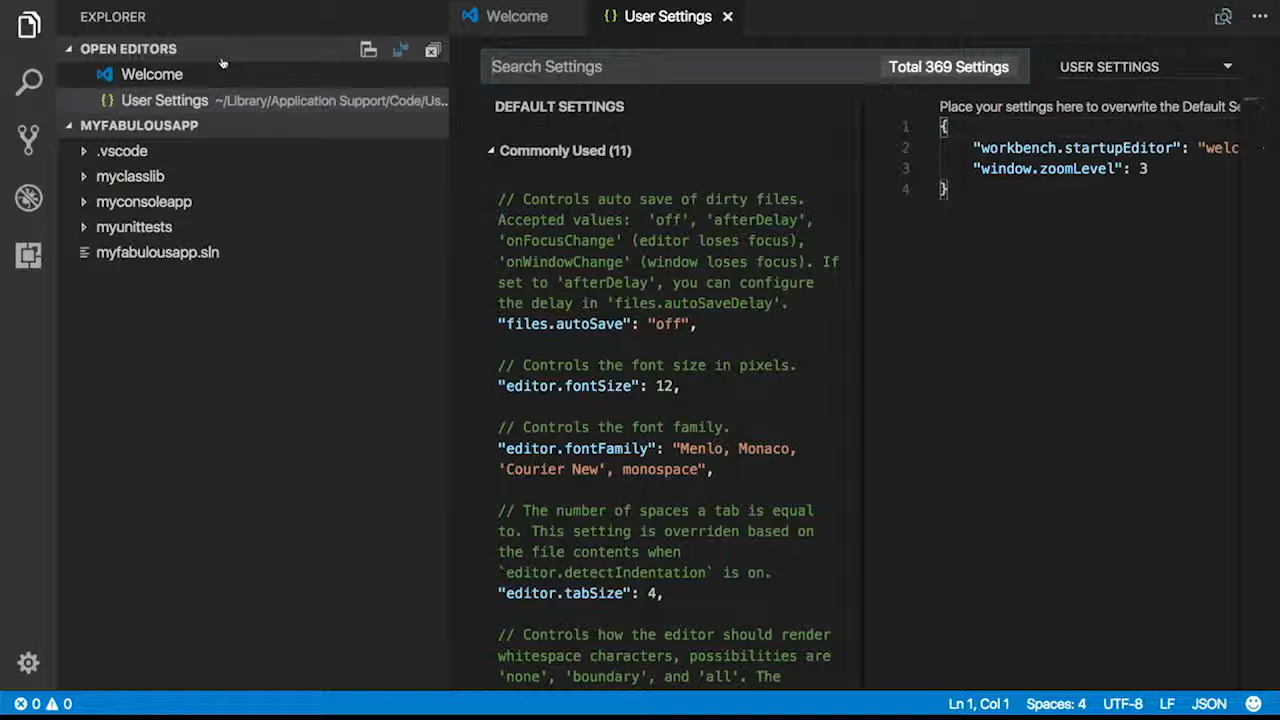 EXPLORER
OPEN EDITORS
Welcome
User Settings ~/Library/Application Support/Code/Us...
MYFABULOUSAPP
.vscode
myclasslib
myconsoleapp
myunittests
myfabulousapp.sln
Welcome
{} User Settings ×
Search Settings
Total 369 Settings
USER SETTINGS
DEFAULT SETTINGS
Commonly Used (11)
// Controls auto save of dirty files.
Accepted values:  'off', 'afterDelay',
'onFocusChange' (editor loses focus),
'onWindowChange' (window loses focus). If
set to 'afterDelay', you can configure
the delay in 'files.autoSaveDelay'.
"files.autoSave": "off",
// Controls the font size in pixels.
"editor.fontSize": 12,
// Controls the font family.
"editor.fontFamily": "Menlo, Monaco,
'Courier New', monospace",
// The number of spaces a tab is equal
to. This setting is overriden based on
the file contents when
`editor.detectIndentation` is on.
"editor.tabSize": 4,
// Controls how the editor should render
whitespace characters, possibilities are
'none', 'boundary', and 'all'. The
Place your settings here to overwrite the Default Se
1 {
2 "workbench.startupEditor": "welc
3 "window.zoomLevel": 3
4 }
0 0
Ln 1, Col 1
Spaces: 4
UTF-8
LF
JSON